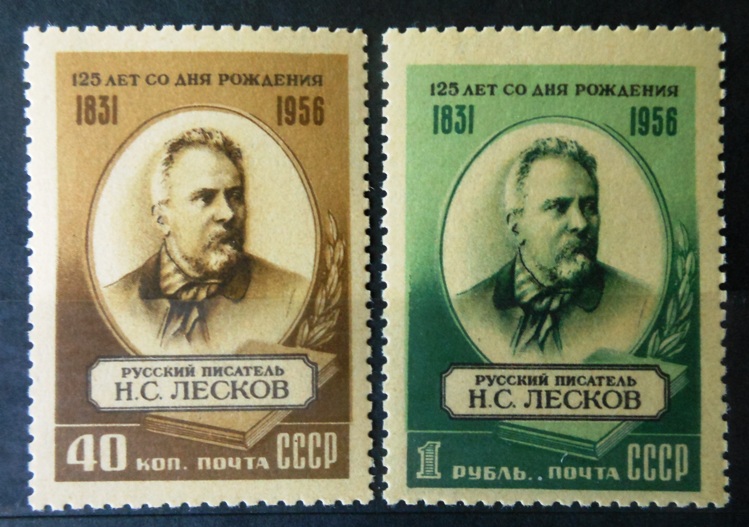 125 ЛЕТ СО ДНЯ РОЖДЕНИЯ
1831 1956
РУССКИЙ ПИСАТЕЛЬ
Н.С. ЛЕСКОВ
40 КОП. ПОЧТА СССР
125 ЛЕТ СО ДНЯ РОЖДЕНИЯ
1831 1956
РУССКИЙ ПИСАТЕЛЬ
Н.С. ЛЕСКОВ
1 РУБЛЬ.. ПОЧТА СССР